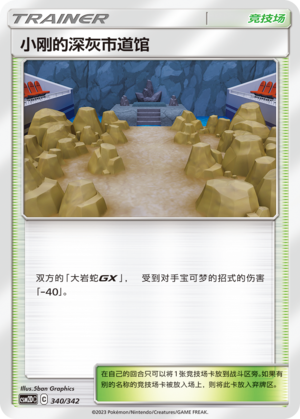 TRAINER
竞技场
小刚的深灰市道馆
双方的「大岩蛇GX」, 受到对手宝可梦的招式的伤害
「-40」。
在自己的回合只可以将1张竞技场卡放到战斗区旁。如果有
别的名称的竞技场卡被放入场上,则将此卡放入弃牌区。
Illus.5ban Graphics
CSM2DC C 340/342
©2023 Pokémon/Nintendo/Creatures/GAME FREAK.